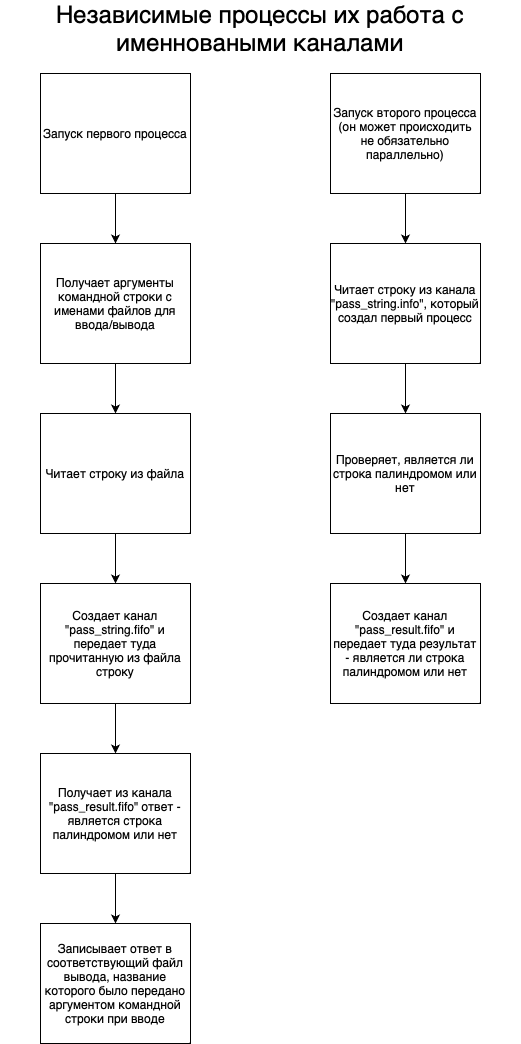 Независимые процессы их работа с
именноваными каналами
Запуск первого процесса
Получает аргументы
командной строки с
именами файлов для
ввода/вывода
Читает строку из файла
Создает канал
"pass_string.fifo" и
передает туда
прочитанную из файла
строку
Получает из канала
"pass_result.fifo" ответ -
является строка
палиндромом или нет
Записывает ответ в
соответствующий файл
вывода, название
которого было передано
аргументом командной
строки при вводе
Запуск второго процесса
(он может происходить
не обязательно
параллельно)
Читает строку из канала
"pass_string.info", который
создал первый процесс
Проверяет, является ли
строка палиндромом или
нет
Создает канал
"pass_result.fifo" и
передает туда результат
- является ли строка
палиндромом или нет